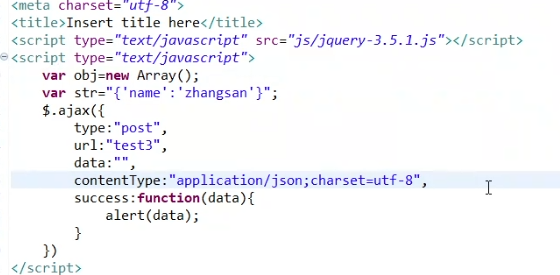 <meta charset="utf-8">
<title>Insert title here</title>
<script type="text/javascript" src="js/jquery-3.5.1.js"></script>
<script type="text/javascript">
    var obj=new Array();
    var str="{'name':'zhangsan'}";
    $.ajax({
        type:"post",
        url:"test3",
        data:"",
        contentType:"application/json;charset=utf-8",
        success:function(data){
            alert(data);
        }
    })
</script>